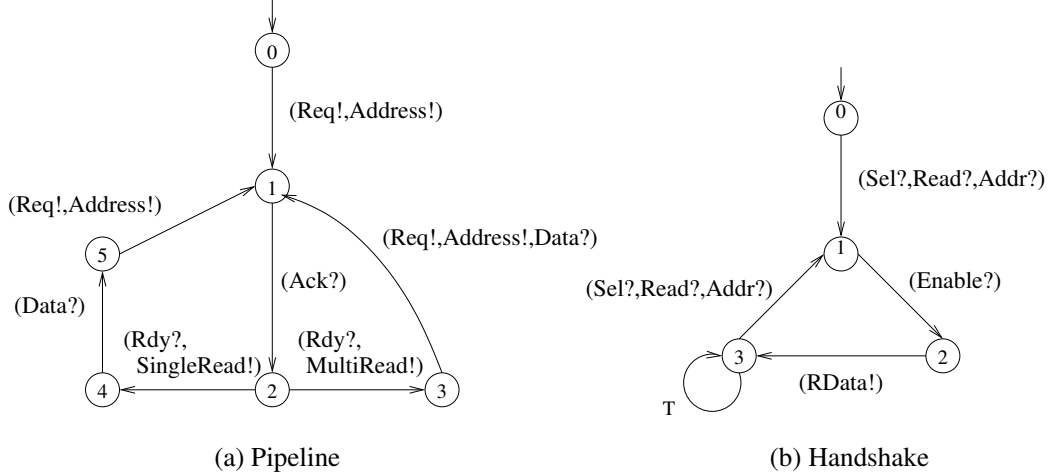 0
(Req!,Address!)
1
(Req!,Address!)
(Req!,Address!,Data?)
5
(Ack?)
(Data?)
(Rdy?,
SingleRead!)
(Rdy?,
MultiRead!)
4
2
3
(a) Pipeline
0
(Sel?,Read?,Addr?)
1
(Sel?,Read?,Addr?)
(Enable?)
3
2
(RData!)
T
(b) Handshake